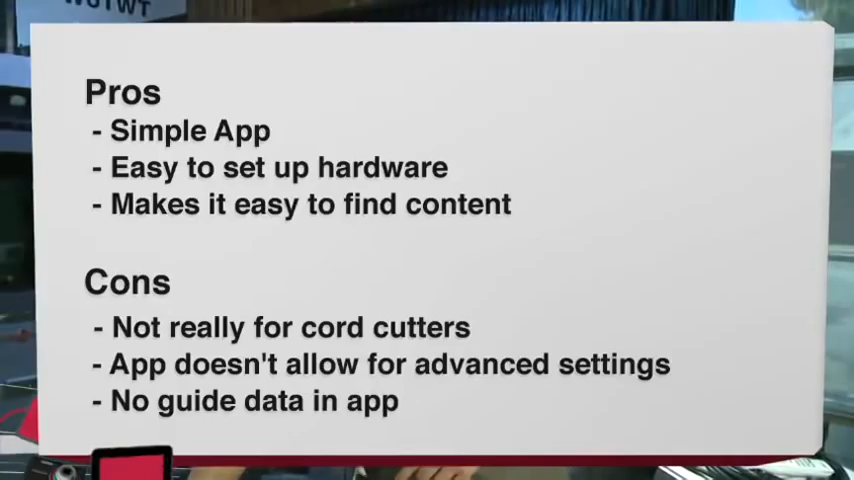 Pros
- Simple App
- Easy to set up hardware
- Makes it easy to find content
Cons
- Not really for cord cutters
- App doesn't allow for advanced settings
- No guide data in app